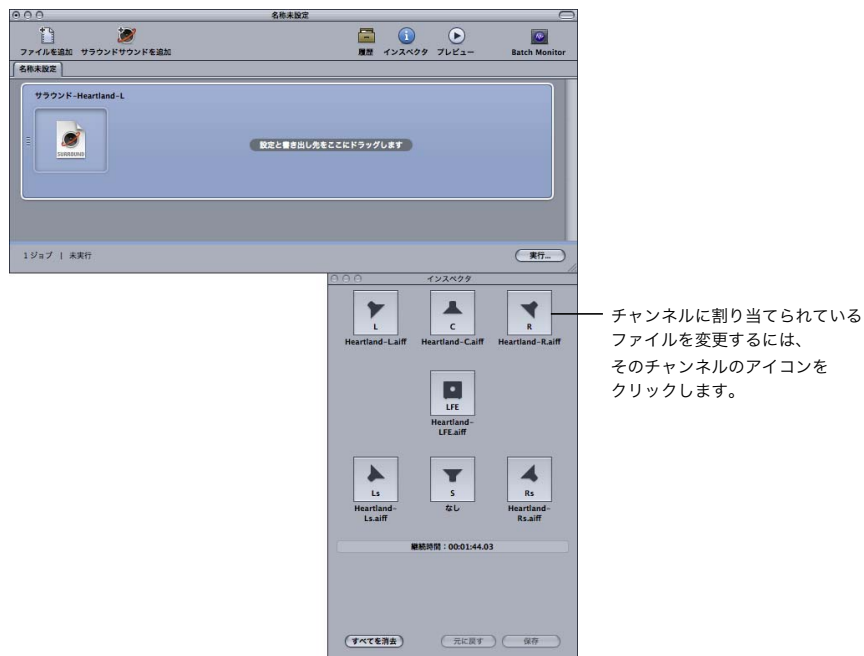 名称未設定
ファイルを追加 サラウンドサウンドを追加 履歴 インスペクタ プレビュー Batch Monitor
名称未設定
サラウンド-Heartland-L
SURROUND
設定と書き出し先をここにドラッグします
1 ジョブ | 未実行
実行...
インスペクタ
L C R
Heartland-L.aiff Heartland-C.aiff Heartland-R.aiff
LFE
Heartland-
LFE.aiff
Ls S Rs
Heartland-
Ls.aiff
なし
Heartland-
Rs.aiff
継続時間：00:01:44.03
すべてを消去 元に戻す 保存
チャンネルに割り当てられている
ファイルを変更するには、
そのチャンネルのアイコンを
クリックします。